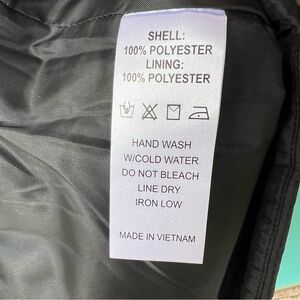 SHELL:
100% POLYESTER
LINING:
100% POLYESTER
HAND WASH
W/COLD WATER
DO NOT BLEACH
LINE DRY
IRON LOW
MADE IN VIETNAM